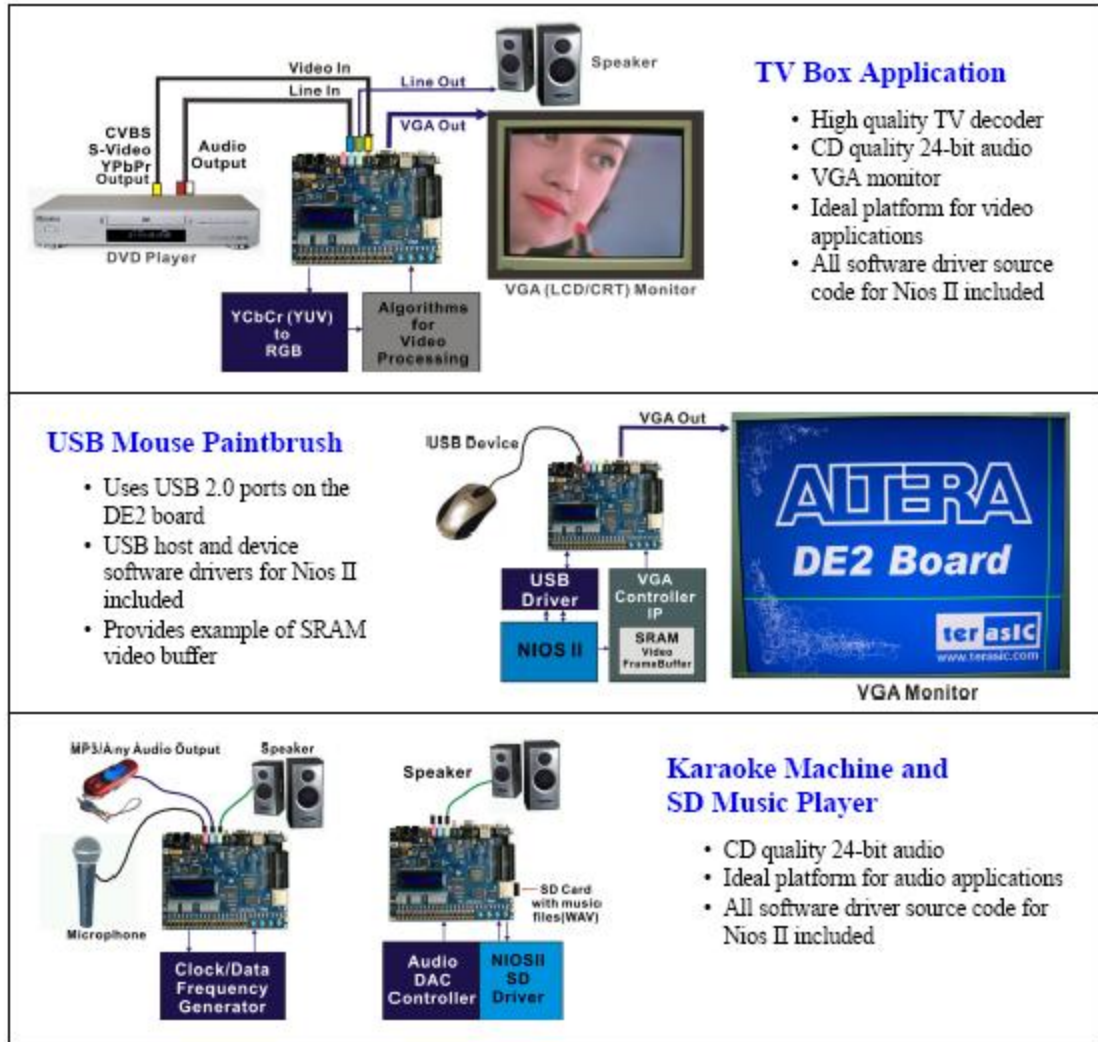 Video In
Line In
Line Out
VGA Out
Speaker
CVBS
S-Video
YPbPr
Output
Audio
Output
DVD Player
VGA (LCD/CRT) Monitor
YCbCr (YUV)
to
RGB
Algorithms
for
Video
Processing
TV Box Application
• High quality TV decoder
• CD quality 24-bit audio
• VGA monitor
• Ideal platform for video
applications
• All software driver source
code for Nios II included
USB Mouse Paintbrush
• Uses USB 2.0 ports on the
DE2 board
• USB host and device
software drivers for Nios II
included
• Provides example of SRAM
video buffer
USB Device
VGA Out
USB
Driver
NIOS II
VGA
Controller
IP
SRAM
Video
FrameBuffer
ALTERA
DE2 Board
terasIC
www.terasic.com
VGA Monitor
MP3/Any Audio Output
Speaker
Microphone
Clock/Data
Frequency
Generator
Speaker
SD Card
with music
files(WAV)
Audio
DAC
Controller
NIOSII
SD
Driver
Karaoke Machine and
SD Music Player
• CD quality 24-bit audio
• Ideal platform for audio applications
• All software driver source code for
Nios II included